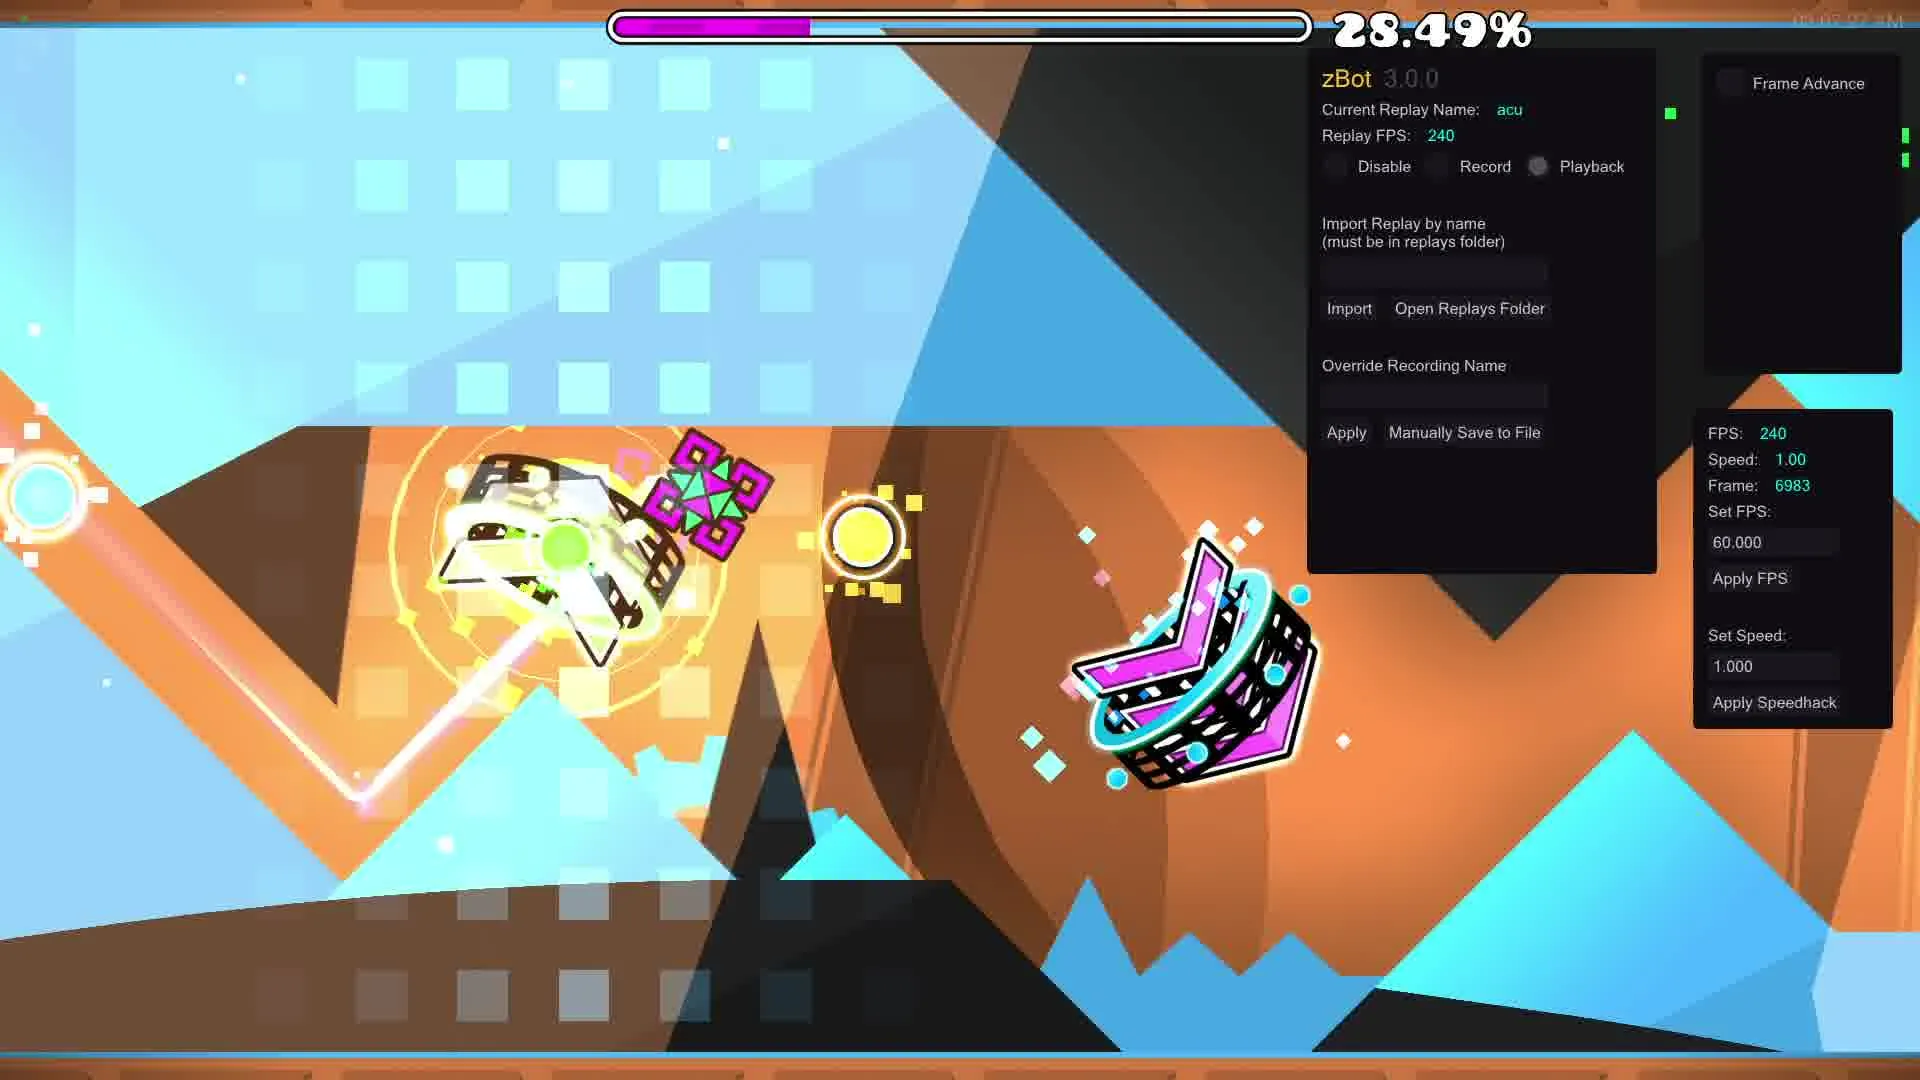 28.49%
zBot 3.0.0
Current Replay Name: acu
Replay FPS: 240
Disable Record Playback
Import Replay by name
(must be in replays folder)
Import Open Replays Folder
Override Recording Name
Apply Manually Save to File
Frame Advance
FPS: 240
Speed: 1.00
Frame: 6983
Set FPS:
60.000
Apply FPS
Set Speed:
1.000
Apply Speedhack